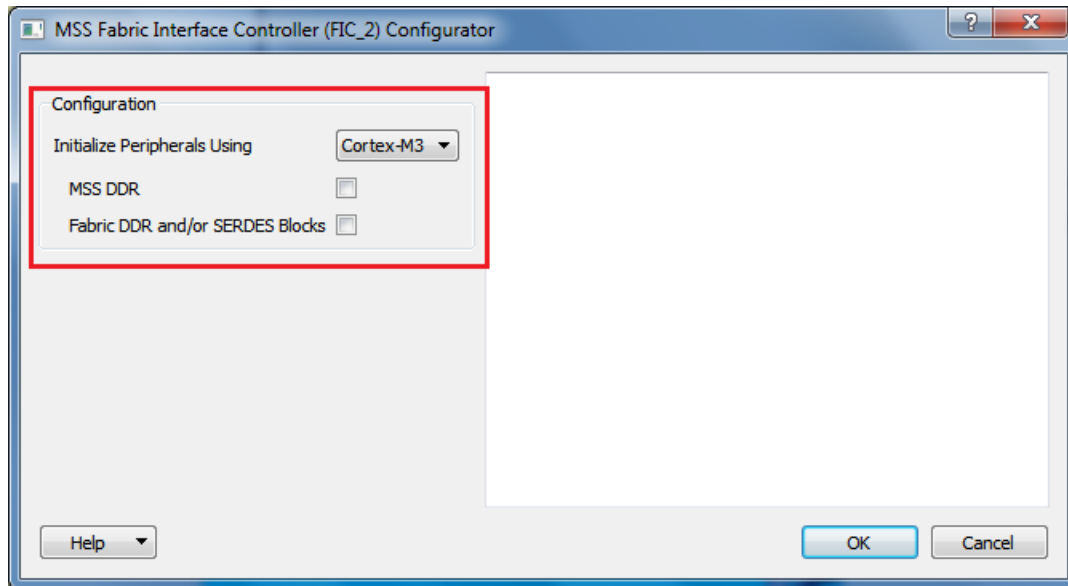 MSS Fabric Interface Controller (FIC_2) Configurator
Configuration
Initialize Peripherals Using Cortex-M3
MSS DDR
Fabric DDR and/or SERDES Blocks
Help OK Cancel